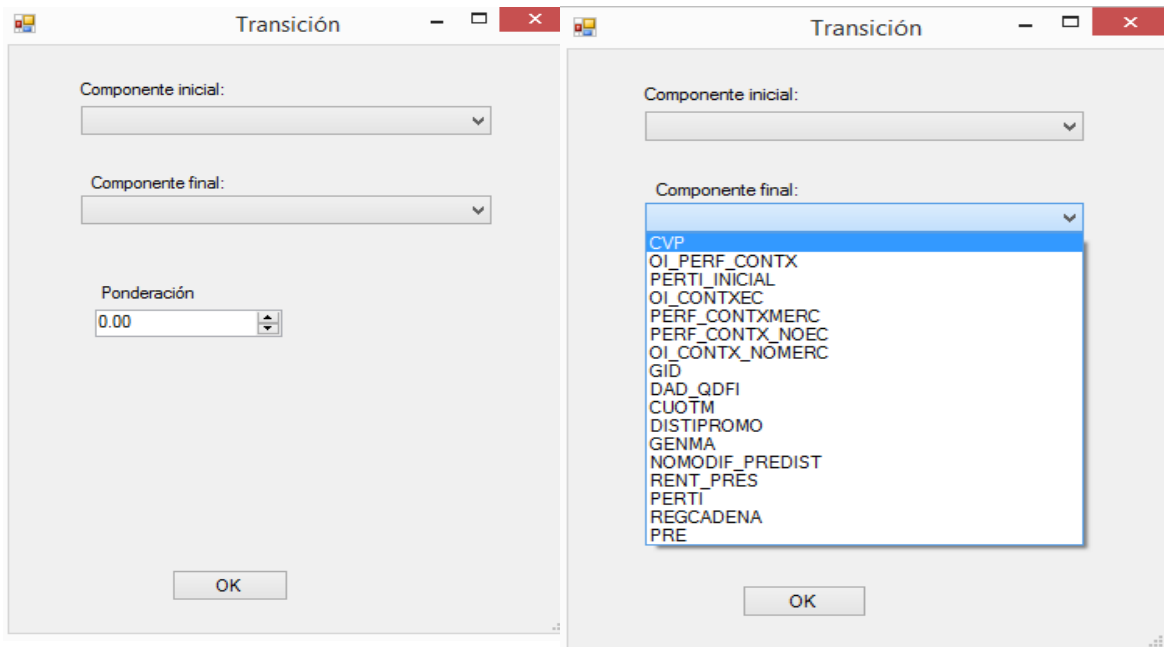 Transición
Componente inicial:
Componente final:
Ponderación
0.00
OK
Transición
Componente inicial:
Componente final:
CVP
OI_PERF_CONTX
PERTI_INICIAL
OI_CONTXEC
PERF_CONTXMERC
PERF_CONTX_NOEC
OI_CONTX_NOMERC
GID
DAD_QDFI
CUOTM
DISTIPROMO
GENMA
NOMODIF_PREDIST
RENT_PRES
PERTI
REGCADENA
PRE
OK